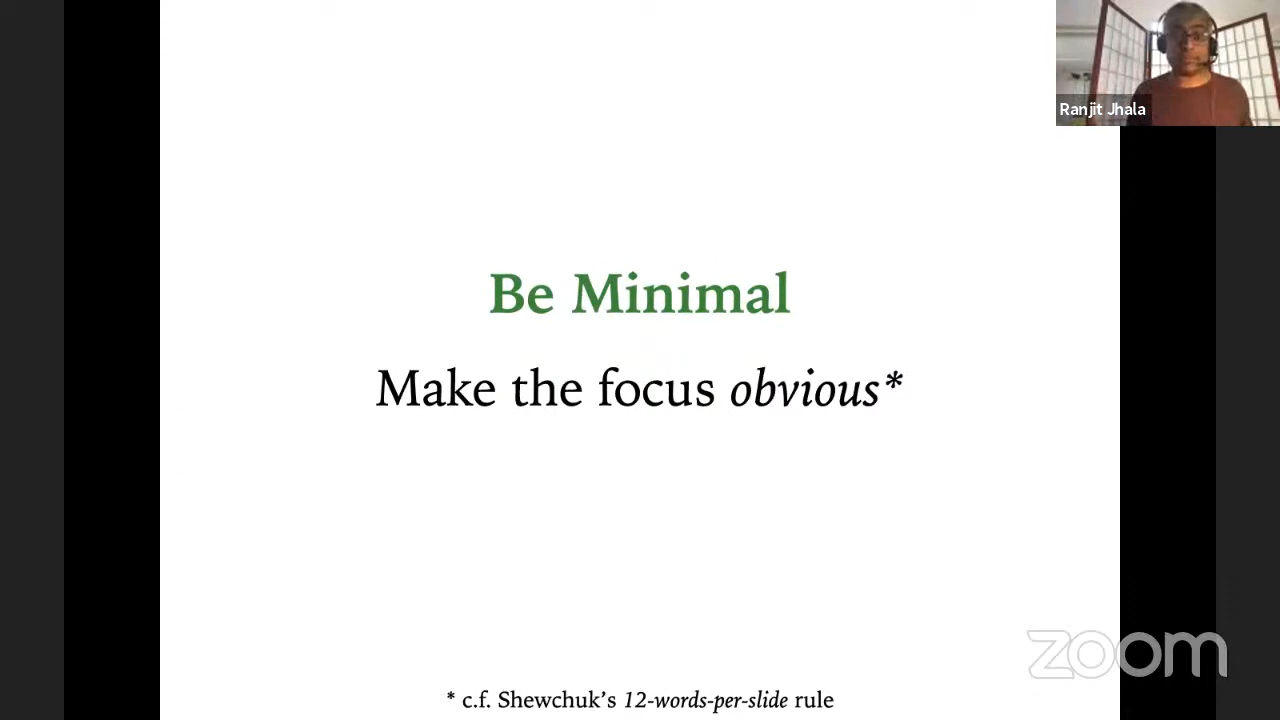 Ranjit Jhala
Be Minimal
Make the focus obvious*
zoom
* c.f. Shewchuk's 12-words-per-slide rule